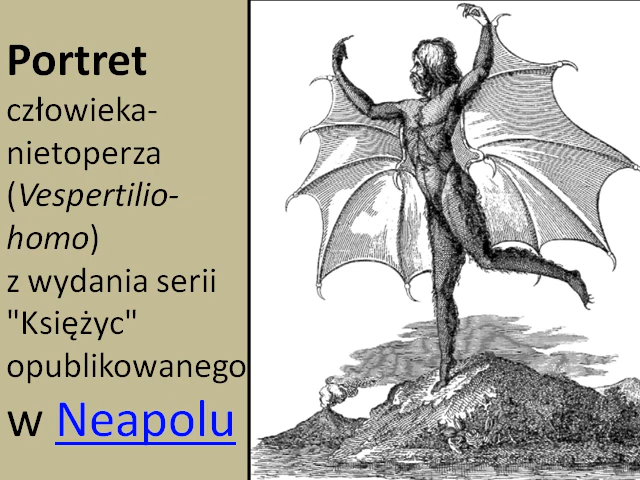 Portret
człowieka-
nietoperza
(Vespertilio-
homo)
z wydania serii
"Księżyc"
opublikowanego
w Neapolu